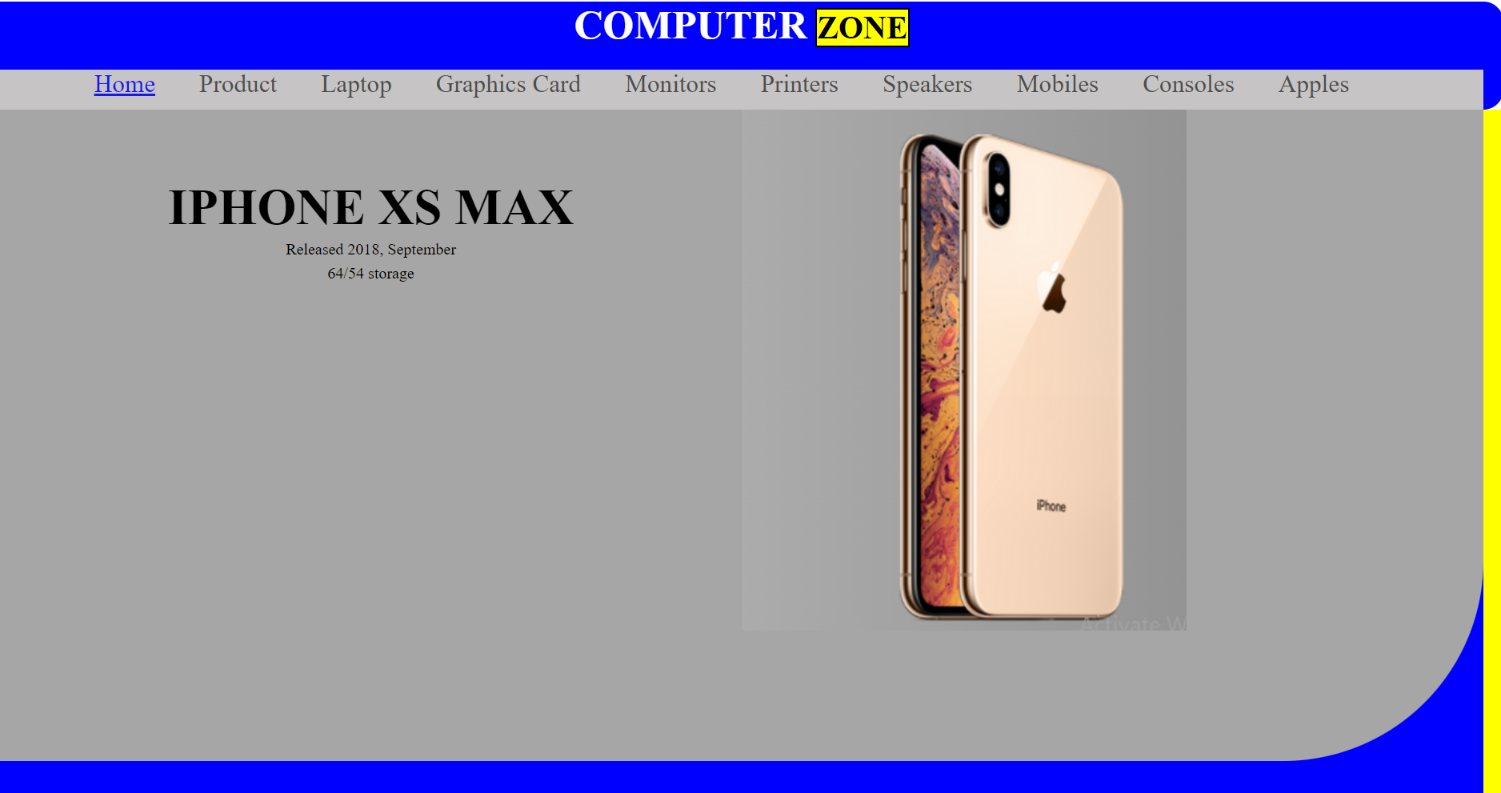 COMPUTER ZONE
Home Product Laptop Graphics Card Monitors Printers Speakers Mobiles Consoles Apples
IPHONE XS MAX
Released 2018, September
64/54 storage
iPhone
Activate W